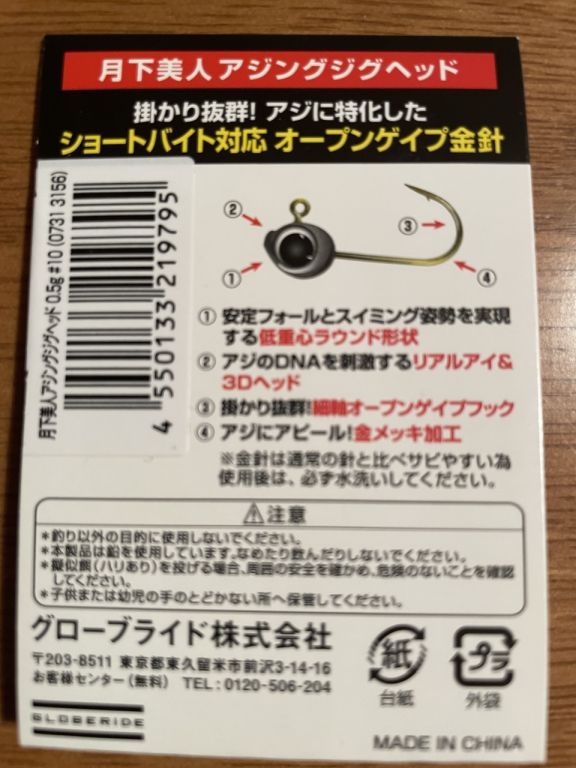 月下美人アジングジグヘッド
掛かり抜群! アジに特化した
ショートバイト対応 オープンゲイプ金針
月下美人アジングジグヘッド 0.5g #10 (0731 3156)
4 550133 219795
②
①
③
④
① 安定フォールとスイミング姿勢を実現
する低重心ラウンド形状
② アジのDNAを刺激するリアルアイ&
3Dヘッド
③ 掛かり抜群!細軸オープンゲイプフック
④ アジにアピール!金メッキ加工
※金針は通常の針と比べサビやすい為
使用後は、必ず水洗いしてください。
⚠注意
*釣り以外の目的に使用しないでください。
*本製品は鉛を使用しています。なめたり飲んだりしないでください。
*擬似餌(ハリあり)を投げる場合、周囲の安全を確かめ、危険のないことを確認
してください。
*子供または幼児の手のとどかない所へ保管してください。
グローブライド株式会社
〒203-8511 東京都東久留米市前沢3-14-16
お客様センター(無料) TEL:0120-506-204
GLOBERIDE
紙
台紙
プラ
外袋
MADE IN CHINA